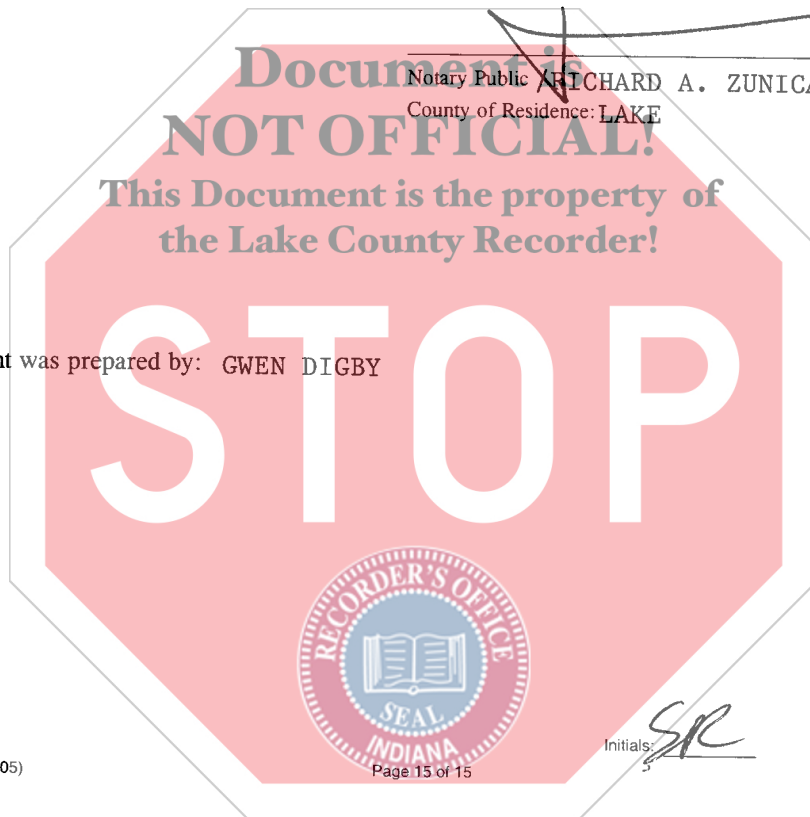 Document is
Notary Public / RICHARD A. ZUNICA
County of Residence: LAKE
NOT OFFICIAL!
This Document is the property of
the Lake County Recorder!
STOP
nt was prepared by: GWEN DIGBY
RECORDER'S OFFICE
SEAL
INDIANA
Initials: SR
05)
Page 15 of 15